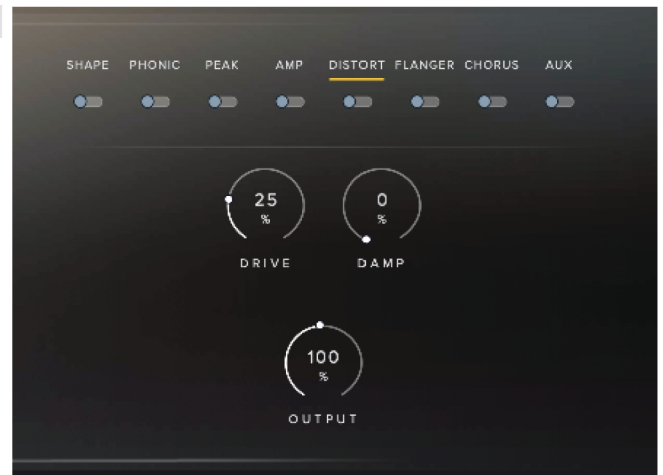 SHAPE PHONIC PEAK AMP DISTORT FLANGER CHORUS AUX
25 0
% %
DRIVE DAMP
100
%
OUTPUT